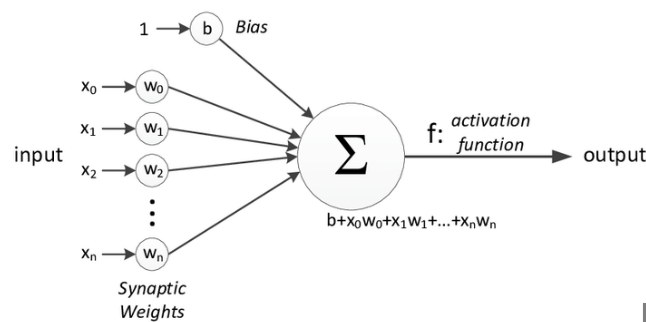 1 b Bias
x₀ w₀
x₁ w₁
f: activation
function
input
output
x₂ w₂
Σ
b+x₀w₀+x₁w₁+...+xₙwₙ
xₙ wₙ
Synaptic
Weights